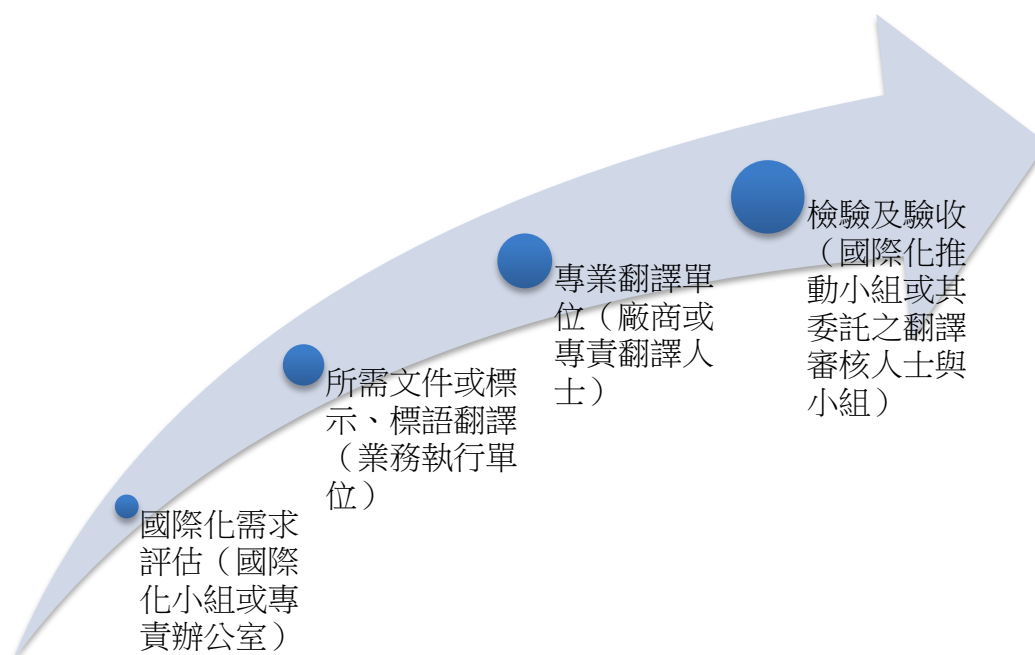 國際化需求
評估（國際
化小組或專
責辦公室）
所需文件或標
示、標語翻譯
（業務執行單
位）
專業翻譯單
位（廠商或
專責翻譯人
士）
檢驗及驗收
（國際化推
動小組或其
委託之翻譯
審核人士與
小組）